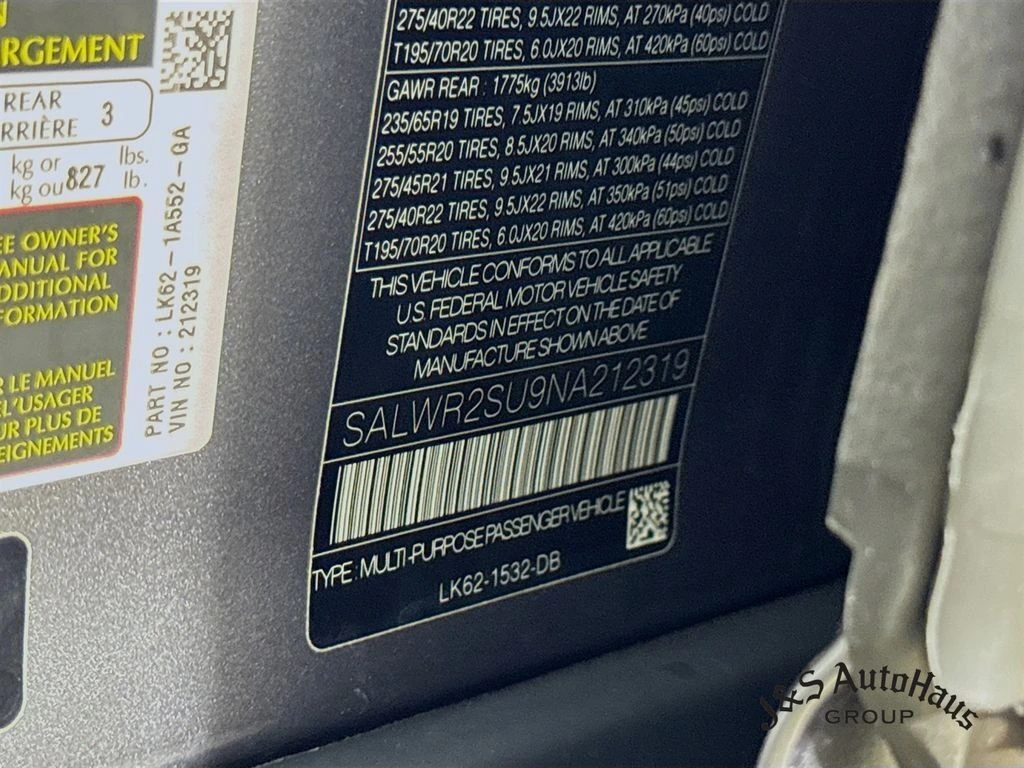 N
RGEMENT
REAR
RRIÈRE 3
kg or lbs.
kg ou 827 lb.
EE OWNER'S
ANUAL FOR
DDITIONAL
FORMATION
R LE MANUEL
L'USAGER
UR PLUS DE
EIGNEMENTS
PART NO : LK62-1A552-GA
VIN NO : 212319
275/40R22 TIRES, 9.5JX22 RIMS, AT 270kPa (40psi) COLD
T195/70R20 TIRES, 6.0JX20 RIMS, AT 420kPa (60psi) COLD
GAWR REAR : 1775kg (3913lb)
235/65R19 TIRES, 7.5JX19 RIMS, AT 310kPa (45psi) COLD
255/55R20 TIRES, 8.5JX20 RIMS, AT 340kPa (50psi) COLD
275/45R21 TIRES, 9.5JX21 RIMS, AT 300kPa (44psi) COLD
275/40R22 TIRES, 9.5JX22 RIMS, AT 350kPa (51psi) COLD
T195/70R20 TIRES, 6.0JX20 RIMS, AT 420kPa (60psi) COLD
THIS VEHICLE CONFORMS TO ALL APPLICABLE
U.S. FEDERAL MOTOR VEHICLE SAFETY
STANDARDS IN EFFECT ON THE DATE OF
MANUFACTURE SHOWN ABOVE
SALWR2SU9NA212319
TYPE: MULTI-PURPOSE PASSENGER VEHICLE
LK62-1532-DB
J&S AutoHaus
GROUP